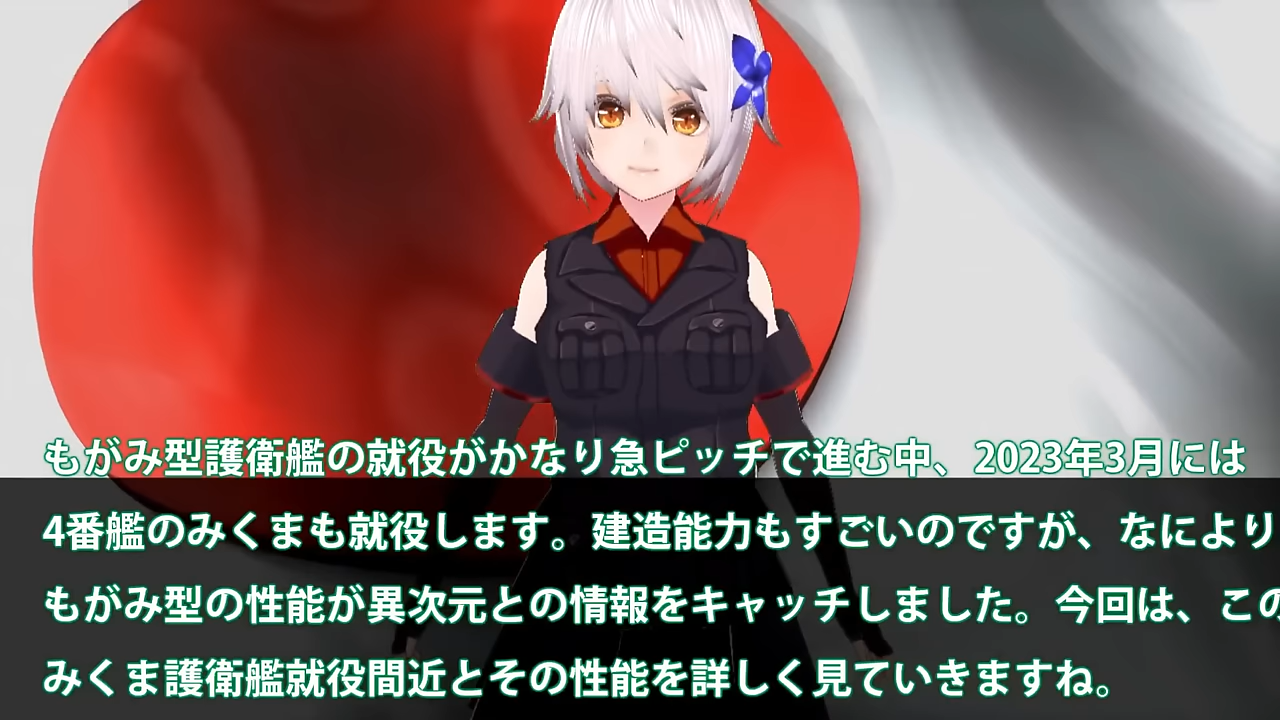 もがみ型護衛艦の就役がかなり急ピッチで進む中、2023年3月には
4番艦のみくまも就役します。建造能力もすごいのですが、なにより
もがみ型の性能が異次元との情報をキャッチしました。今回は、この
みくま護衛艦就役間近とその性能を詳しく見ていきますね。